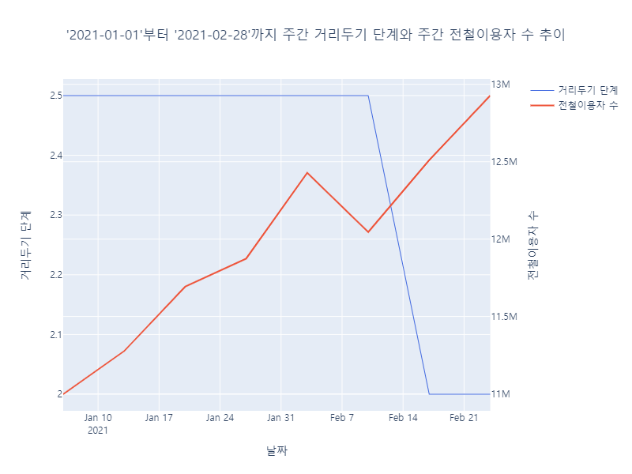 '2021-01-01'부터 '2021-02-28'까지 주간 거리두기 단계와 주간 전철이용자 수 추이
거리두기 단계
전철이용자 수
2.5
2.4
2.3
2.2
2.1
2
13M
12.5M
12M
11.5M
11M
거리두기 단계
전철이용자 수
Jan 10
2021
Jan 17
Jan 24
Jan 31
Feb 7
Feb 14
Feb 21
날짜